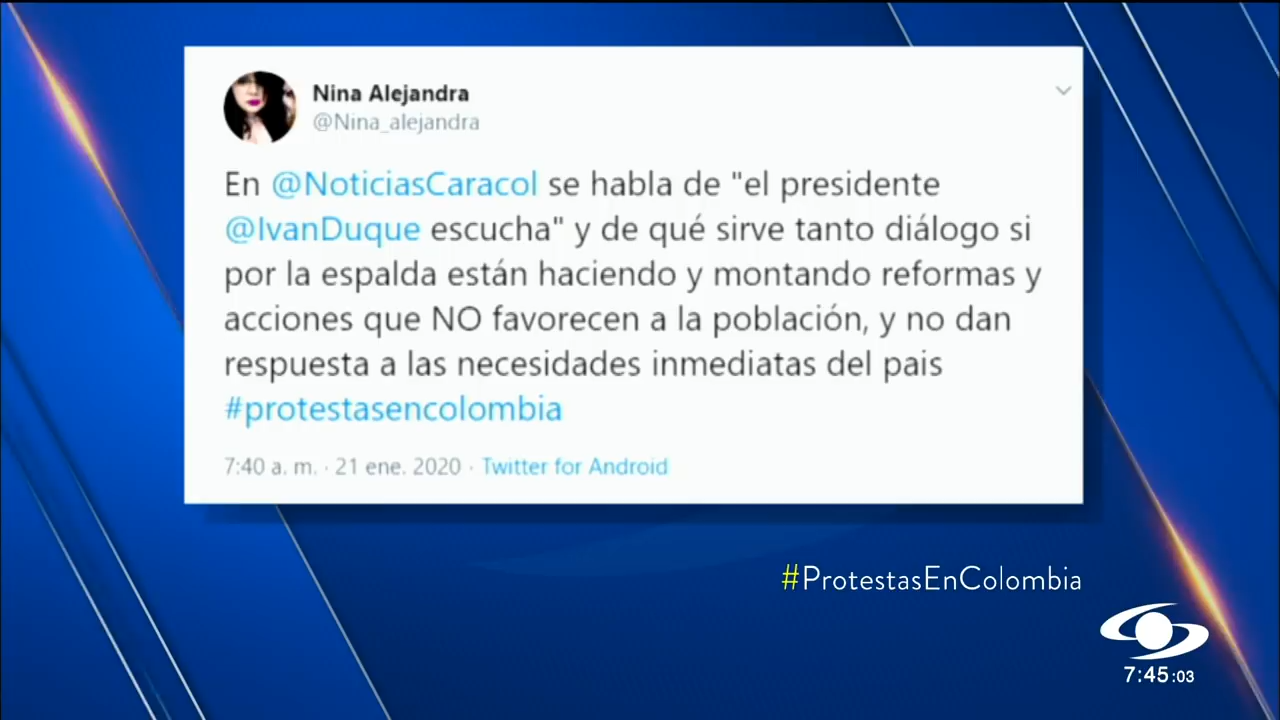 Nina Alejandra
@Nina_alejandra
En @NoticiasCaracol se habla de "el presidente
@IvanDuque escucha" y de qué sirve tanto diálogo si
por la espalda están haciendo y montando reformas y
acciones que NO favorecen a la población, y no dan
respuesta a las necesidades inmediatas del pais
#protestasencolombia
7:40 a. m. · 21 ene. 2020 · Twitter for Android
#ProtestasEnColombia
7:45:03